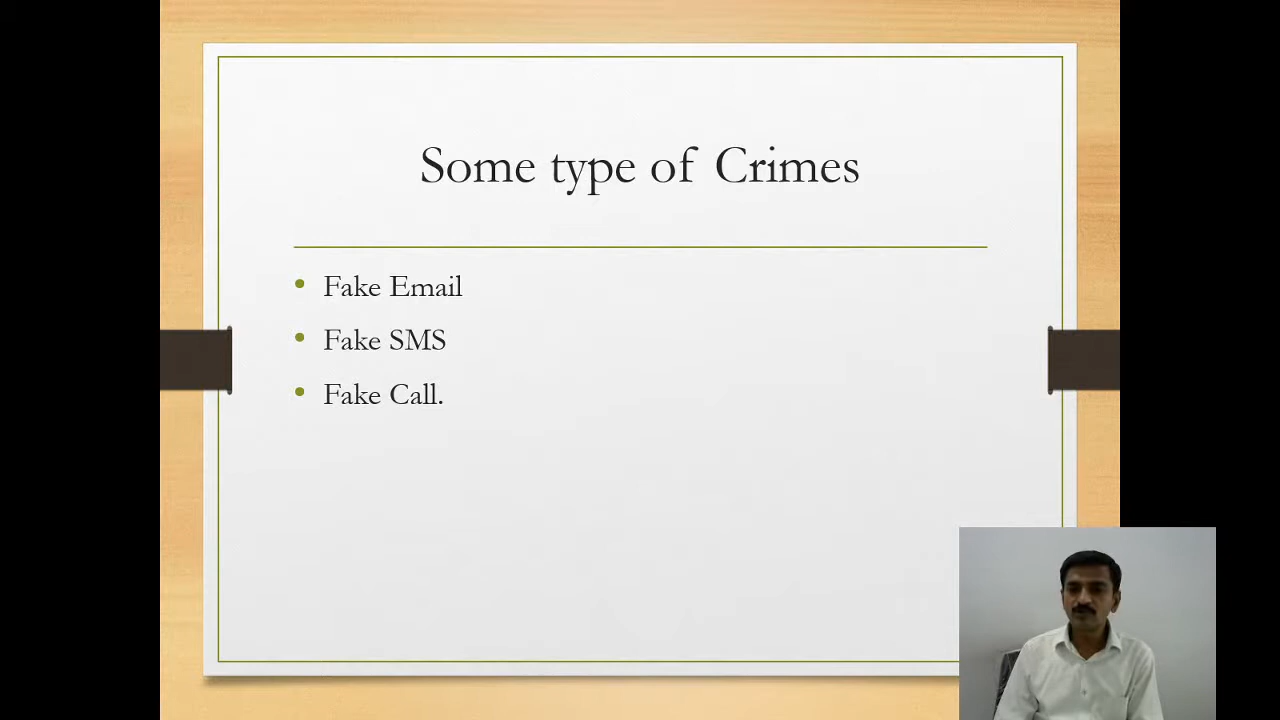 Some type of Crimes
• Fake Email
• Fake SMS
• Fake Call.